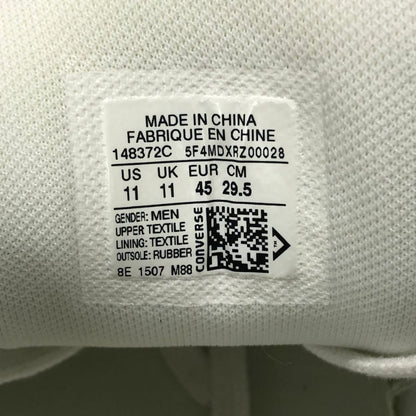 MADE IN CHINA
FABRIQUE EN CHINE
148372C 5F4MDXRZ00028
US UK EUR CM
11 11 45 29.5
GENDER: MEN
UPPER TEXTILE
LINING: TEXTILE
OUTSOLE: RUBBER
8E 1507 M88
CONVERSE
TM